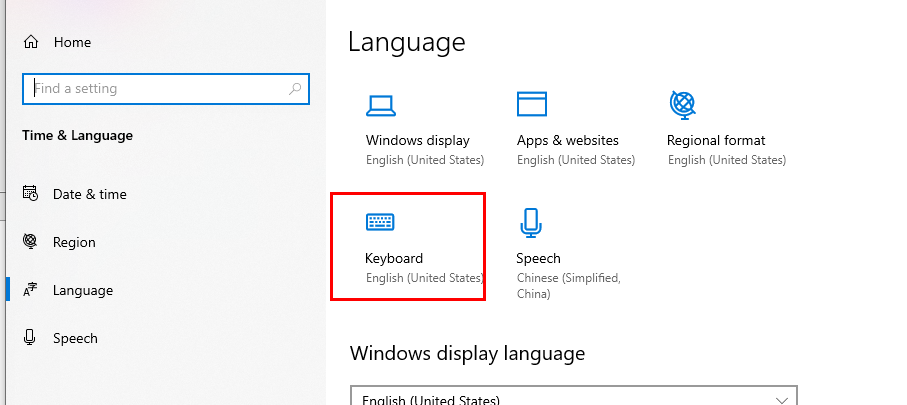 Home
Find a setting
Time & Language
Date & time
Region
Language
Speech
Language
Windows display
English (United States)
Apps & websites
English (United States)
Regional format
English (United States)
Keyboard
English (United States)
Speech
Chinese (Simplified,
China)
Windows display language
English (United States)